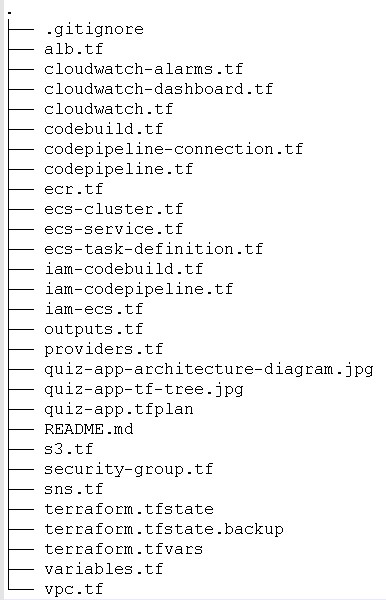 .
├── .gitignore
├── alb.tf
├── cloudwatch-alarms.tf
├── cloudwatch-dashboard.tf
├── cloudwatch.tf
├── codebuild.tf
├── codepipeline-connection.tf
├── codepipeline.tf
├── ecr.tf
├── ecs-cluster.tf
├── ecs-service.tf
├── ecs-task-definition.tf
├── iam-codebuild.tf
├── iam-codepipeline.tf
├── iam-ecs.tf
├── outputs.tf
├── providers.tf
├── quiz-app-architecture-diagram.jpg
├── quiz-app-tf-tree.jpg
├── quiz-app.tfplan
├── README.md
├── s3.tf
├── security-group.tf
├── sns.tf
├── terraform.tfstate
├── terraform.tfstate.backup
├── terraform.tfvars
├── variables.tf
└── vpc.tf